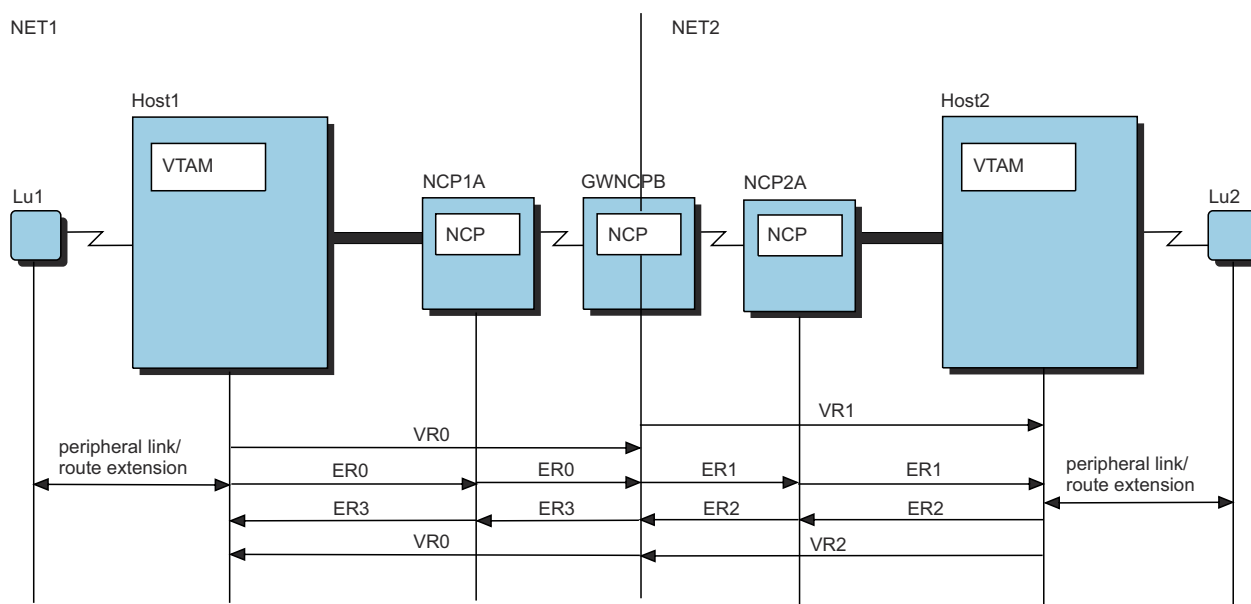 NET1
NET2
Host1
Host2
VTAM
VTAM
Lu1
NCP1A
GWNCPB
NCP2A
Lu2
NCP
NCP
NCP
VR1
VR0
peripheral link/
route extension
ER0
ER0
ER1
ER1
peripheral link/
route extension
ER3
ER3
ER2
ER2
VR0
VR2